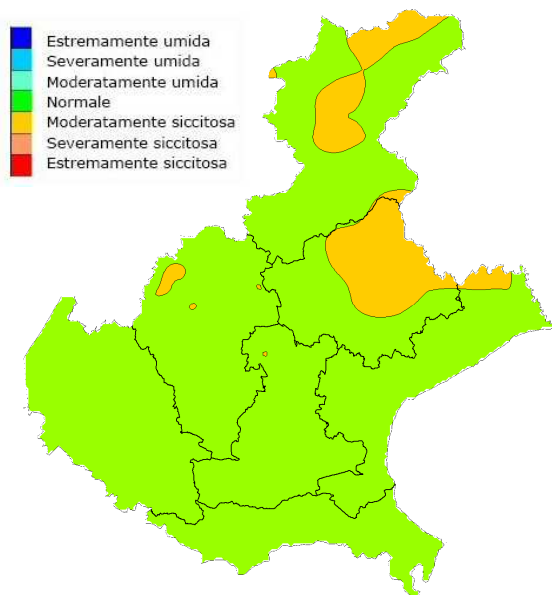 Estremamente umida
Severamente umida
Moderatamente umida
Normale
Moderatamente siccitosa
Severamente siccitosa
Estremamente siccitosa